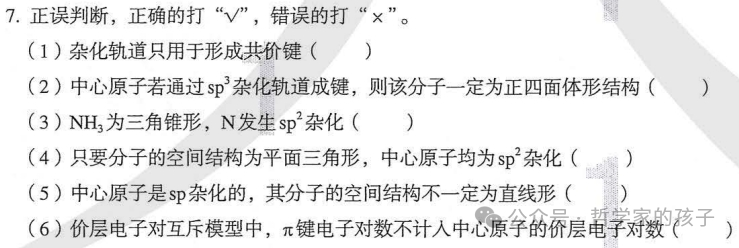 7. 正误判断，正确的打“√”，错误的打“×”。
（1）杂化轨道只用于形成共价键（　　）
（2）中心原子若通过sp³杂化轨道成键，则该分子一定为正四面体形结构（　　）
（3）NH₃为三角锥形，N发生sp²杂化（　　）
（4）只要分子的空间结构为平面三角形，中心原子均为sp²杂化（　　）
（5）中心原子是sp杂化的，其分子的空间结构不一定为直线形（　　）
（6）价层电子对互斥模型中，π键电子对数不计入中心原子的价层电子对数（　　）
公众号·哲学家的孩子